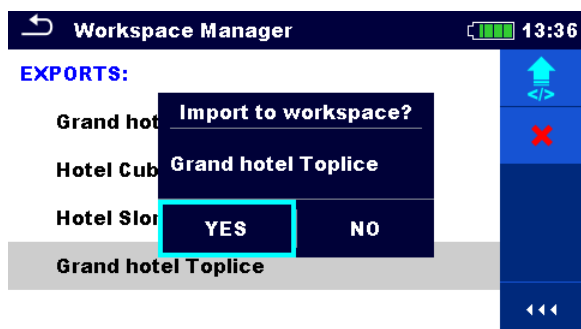 Workspace Manager
13:36
EXPORTS:
Grand hot
Import to workspace?
Hotel Cub
Grand hotel Toplice
Hotel Slon
YES
NO
Grand hotel Toplice